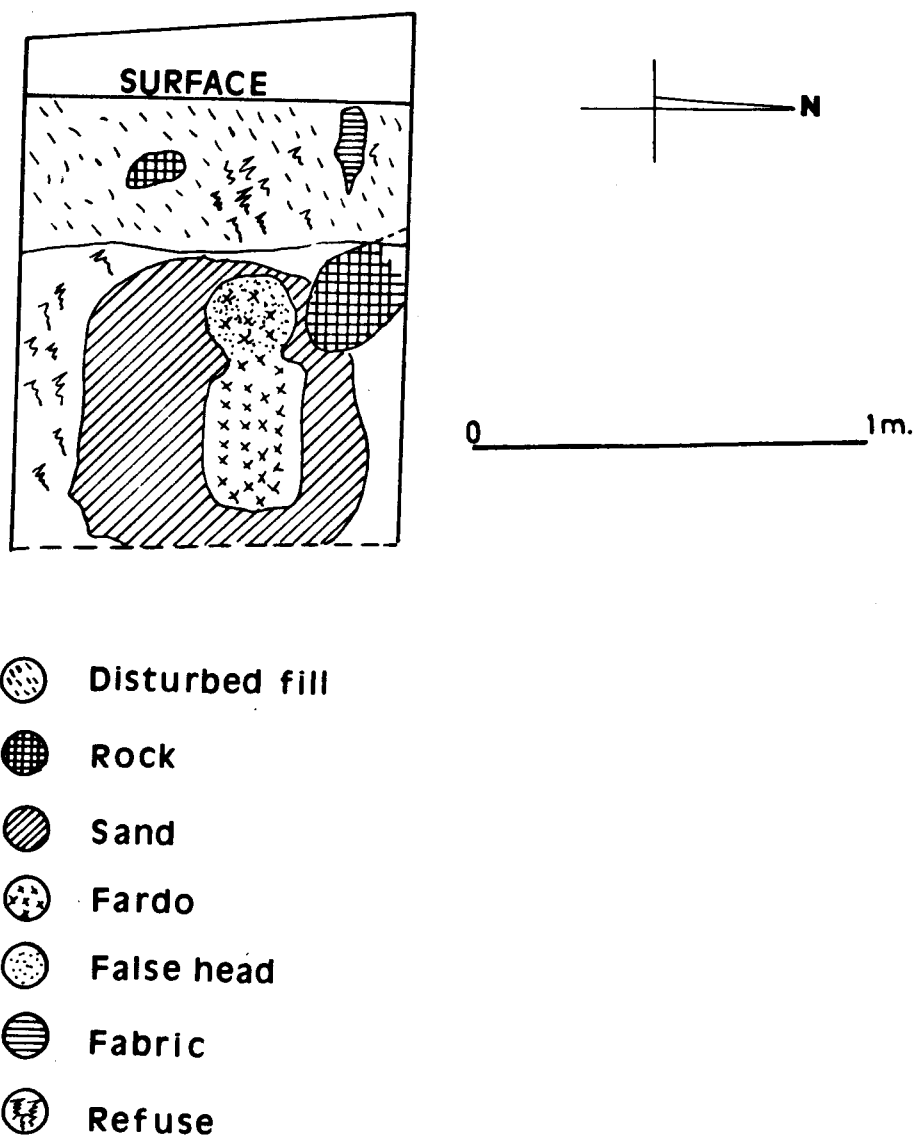 SURFACE
N
0 1m.
Disturbed fill
Rock
Sand
Fardo
False head
Fabric
Refuse